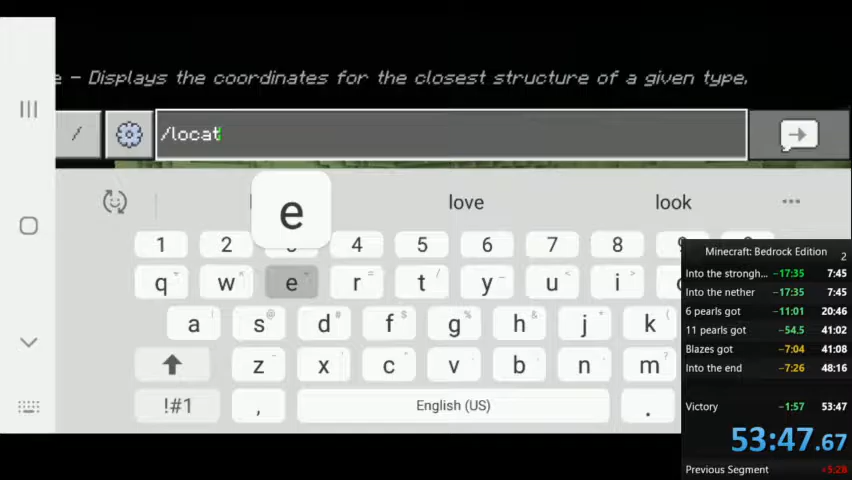 e - Displays the coordinates for the closest structure of a given type.
/ /locat
e love look ...
1 2 4 5 6 7 8
q w e r t y u i
a s d f g h j k
z x c v b n m
!#1 , English (US) .
Minecraft: Bedrock Edition 2
Into the strongh... -17:35 7:45
Into the nether -17:35 7:45
6 pearls got -11:01 20:46
11 pearls got -54.5 41:02
Blazes got -7:04 41:08
Into the end -7:26 48:16
Victory -1:57 53:47
53:47.67
Previous Segment +5:28